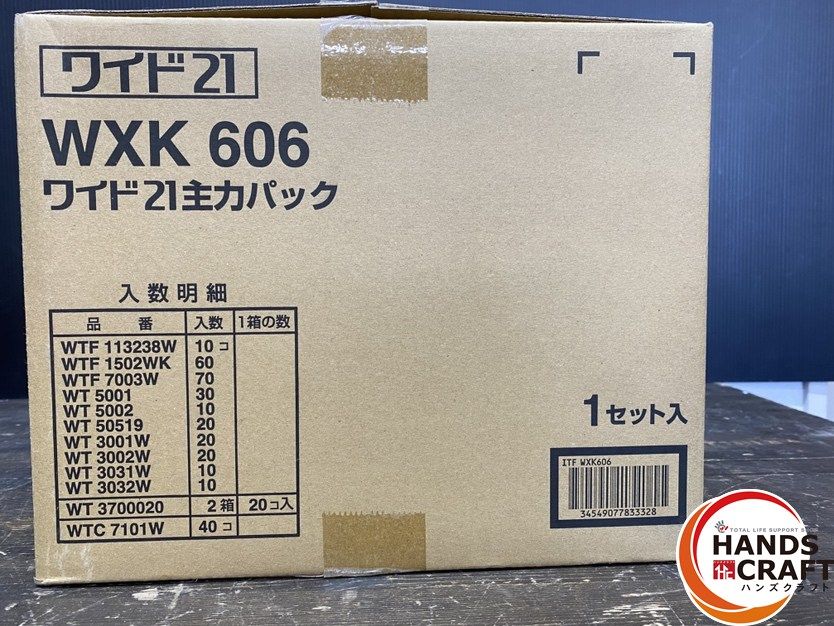 ワイド21
WXK 606
ワイド21主力パック
入数明細
品 番 入数 1箱の数
WTF 113238W 10 コ
WTF 1502WK 60
WTF 7003W 70
WT 5001 30
WT 5002 10
WT 50519 20
WT 3001W 20
WT 3002W 20
WT 3031W 10
WT 3032W 10
WT 3700020 2 箱 20コ入
WTC 7101W 40 コ
1セット入
ITF WXK606
34549077833328
TOTAL LIFE SUPPORT
HANDS
CRAFT
ハンズクラフト